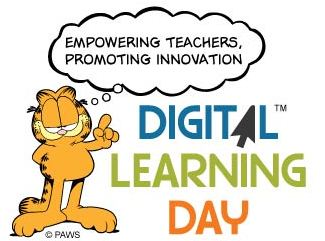 EMPOWERING TEACHERS,
PROMOTING INNOVATION
DIGITAL™
LEARNING
DAY
© PAWS